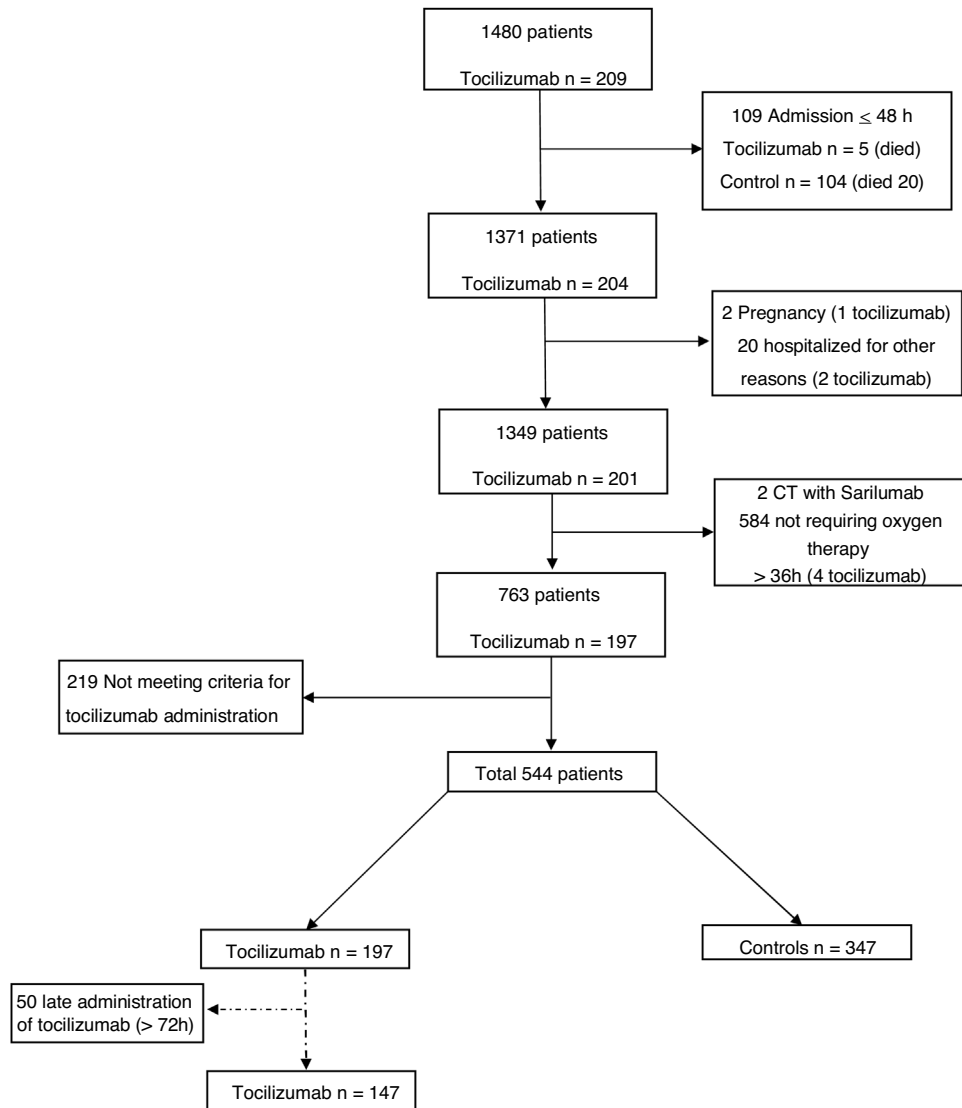 1480 patients
Tocilizumab n = 209
109 Admission ≤ 48 h
Tocilizumab n = 5 (died)
Control n = 104 (died 20)
1371 patients
Tocilizumab n = 204
2 Pregnancy (1 tocilizumab)
20 hospitalized for other
reasons (2 tocilizumab)
1349 patients
Tocilizumab n = 201
2 CT with Sarilumab
584 not requiring oxygen
therapy
> 36h (4 tocilizumab)
763 patients
Tocilizumab n = 197
219 Not meeting criteria for
tocilizumab administration
Total 544 patients
Tocilizumab n = 197
Controls n = 347
50 late administration
of tocilizumab (> 72h)
Tocilizumab n = 147